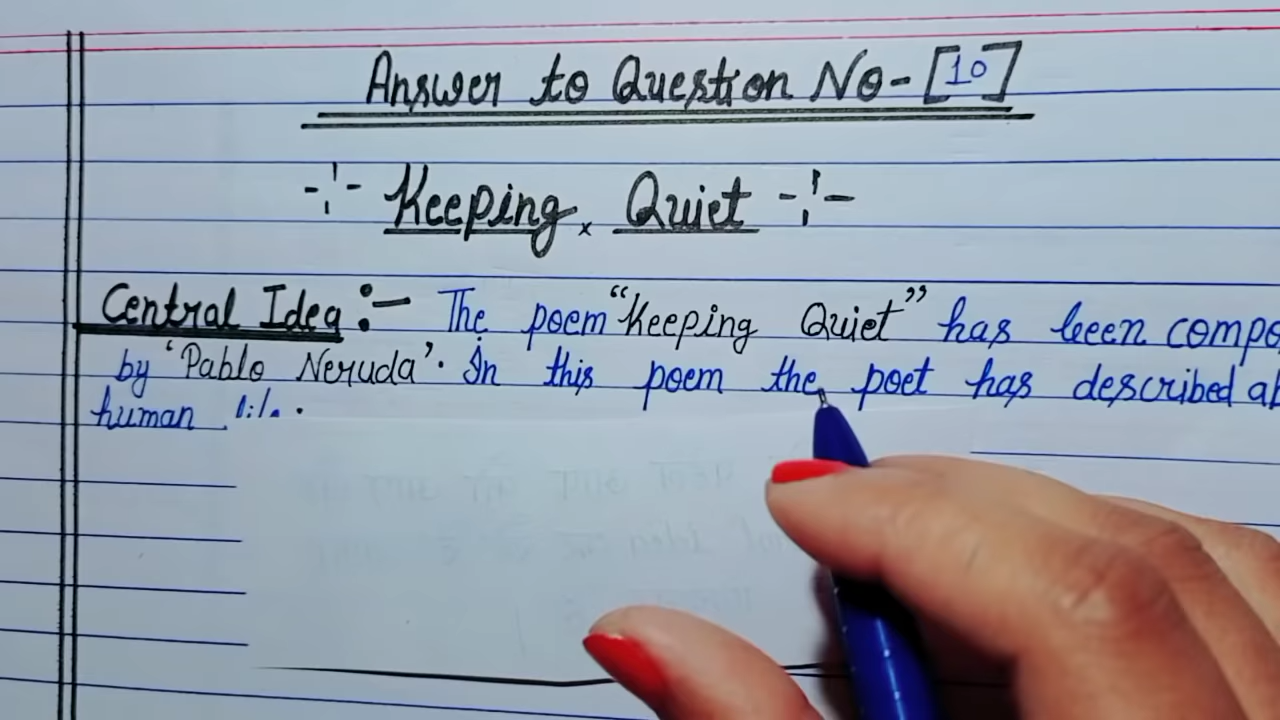 Answer to Question No-[10]
-:- Keeping × Quiet -:-
Central Idea :- The poem "Keeping Quiet" has been compo
by 'Pablo Neruda'. In this poem the poet has described ab
human